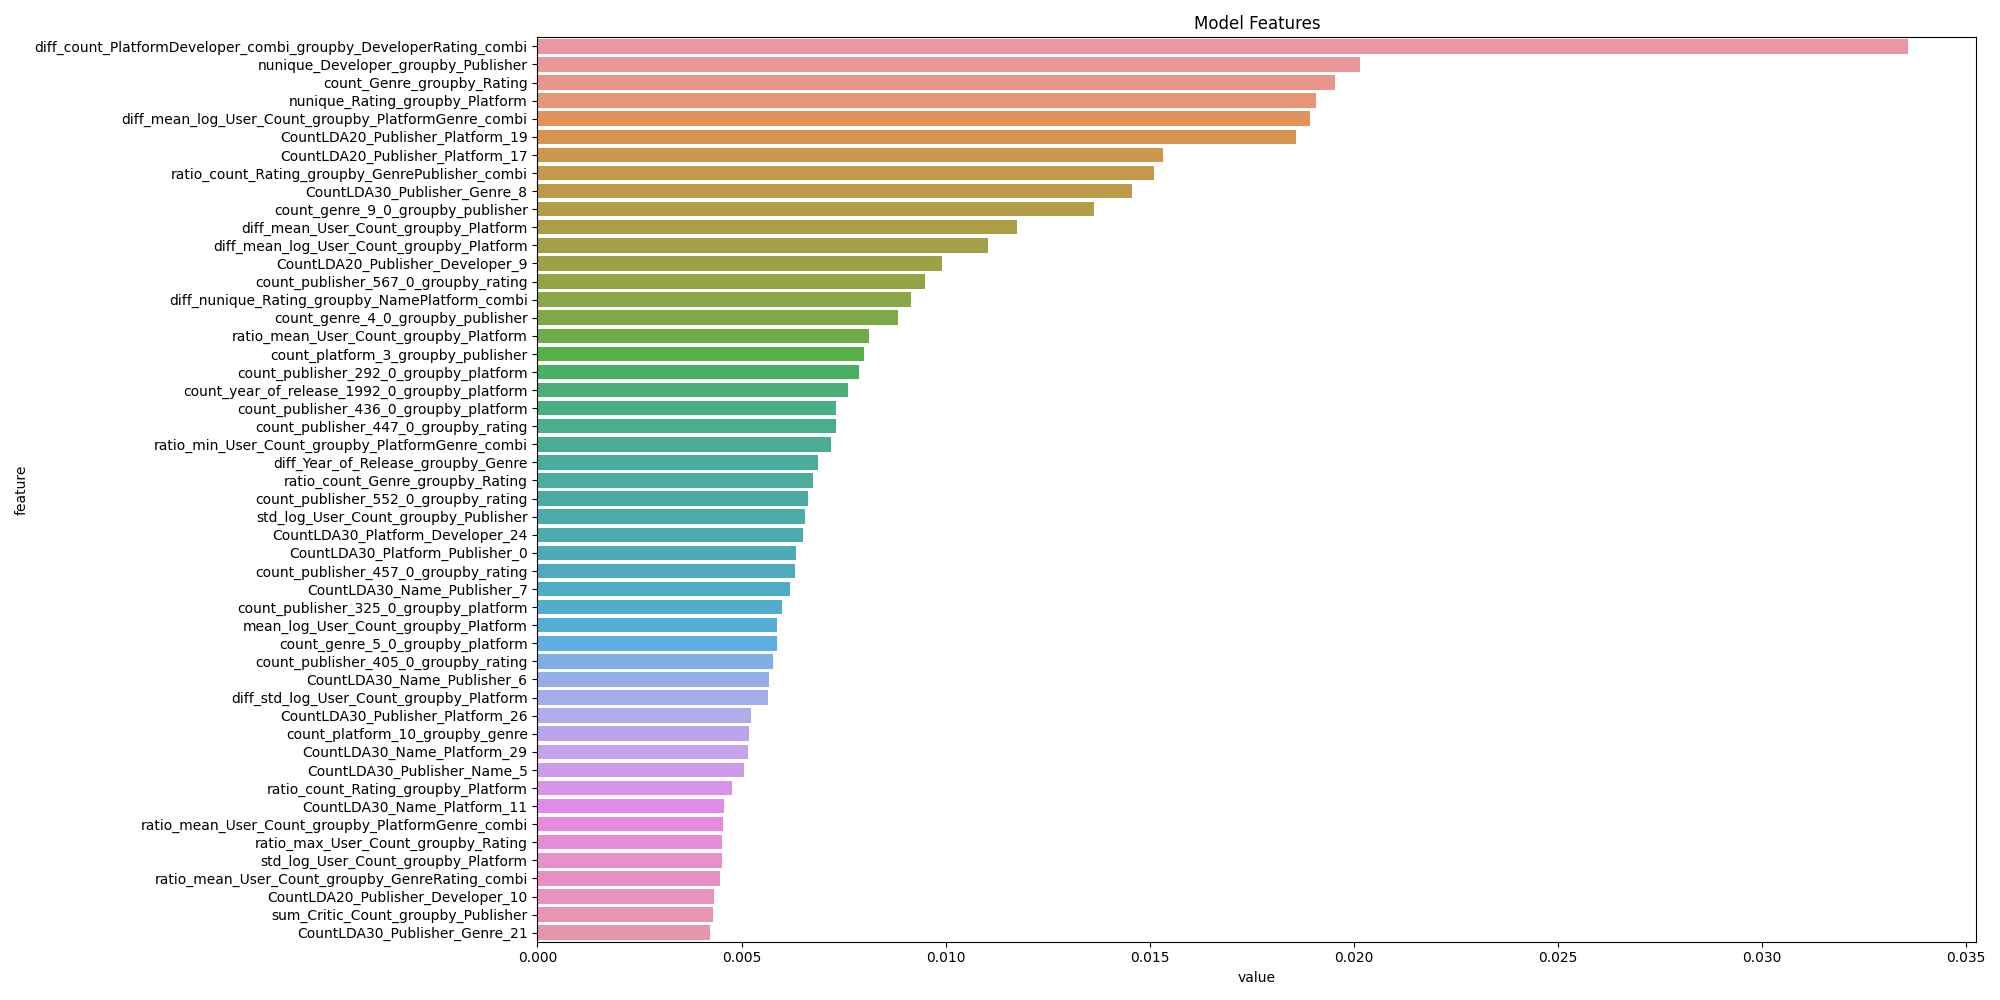 Model Features
diff_count_PlatformDeveloper_combi_groupby_DeveloperRating_combi
nunique_Developer_groupby_Publisher
count_Genre_groupby_Rating
nunique_Rating_groupby_Platform
diff_mean_log_User_Count_groupby_PlatformGenre_combi
CountLDA20_Publisher_Platform_19
CountLDA20_Publisher_Platform_17
ratio_count_Rating_groupby_GenrePublisher_combi
CountLDA30_Publisher_Genre_8
count_genre_9_0_groupby_publisher
diff_mean_User_Count_groupby_Platform
diff_mean_log_User_Count_groupby_Platform
CountLDA20_Publisher_Developer_9
count_publisher_567_0_groupby_rating
diff_nunique_Rating_groupby_NamePlatform_combi
count_genre_4_0_groupby_publisher
ratio_mean_User_Count_groupby_Platform
count_platform_3_groupby_publisher
count_publisher_292_0_groupby_platform
count_year_of_release_1992_0_groupby_platform
count_publisher_436_0_groupby_platform
count_publisher_447_0_groupby_rating
ratio_min_User_Count_groupby_PlatformGenre_combi
diff_Year_of_Release_groupby_Genre
ratio_count_Genre_groupby_Rating
count_publisher_552_0_groupby_rating
std_log_User_Count_groupby_Publisher
CountLDA30_Platform_Developer_24
CountLDA30_Platform_Publisher_0
count_publisher_457_0_groupby_rating
CountLDA30_Name_Publisher_7
count_publisher_325_0_groupby_platform
mean_log_User_Count_groupby_Platform
count_genre_5_0_groupby_platform
count_publisher_405_0_groupby_rating
CountLDA30_Name_Publisher_6
diff_std_log_User_Count_groupby_Platform
CountLDA30_Publisher_Platform_26
count_platform_10_groupby_genre
CountLDA30_Name_Platform_29
CountLDA30_Publisher_Name_5
ratio_count_Rating_groupby_Platform
CountLDA30_Name_Platform_11
ratio_mean_User_Count_groupby_PlatformGenre_combi
ratio_max_User_Count_groupby_Rating
std_log_User_Count_groupby_Platform
ratio_mean_User_Count_groupby_GenreRating_combi
CountLDA20_Publisher_Developer_10
sum_Critic_Count_groupby_Publisher
CountLDA30_Publisher_Genre_21
feature
0.000 0.005 0.010 0.015 0.020 0.025 0.030 0.035
value